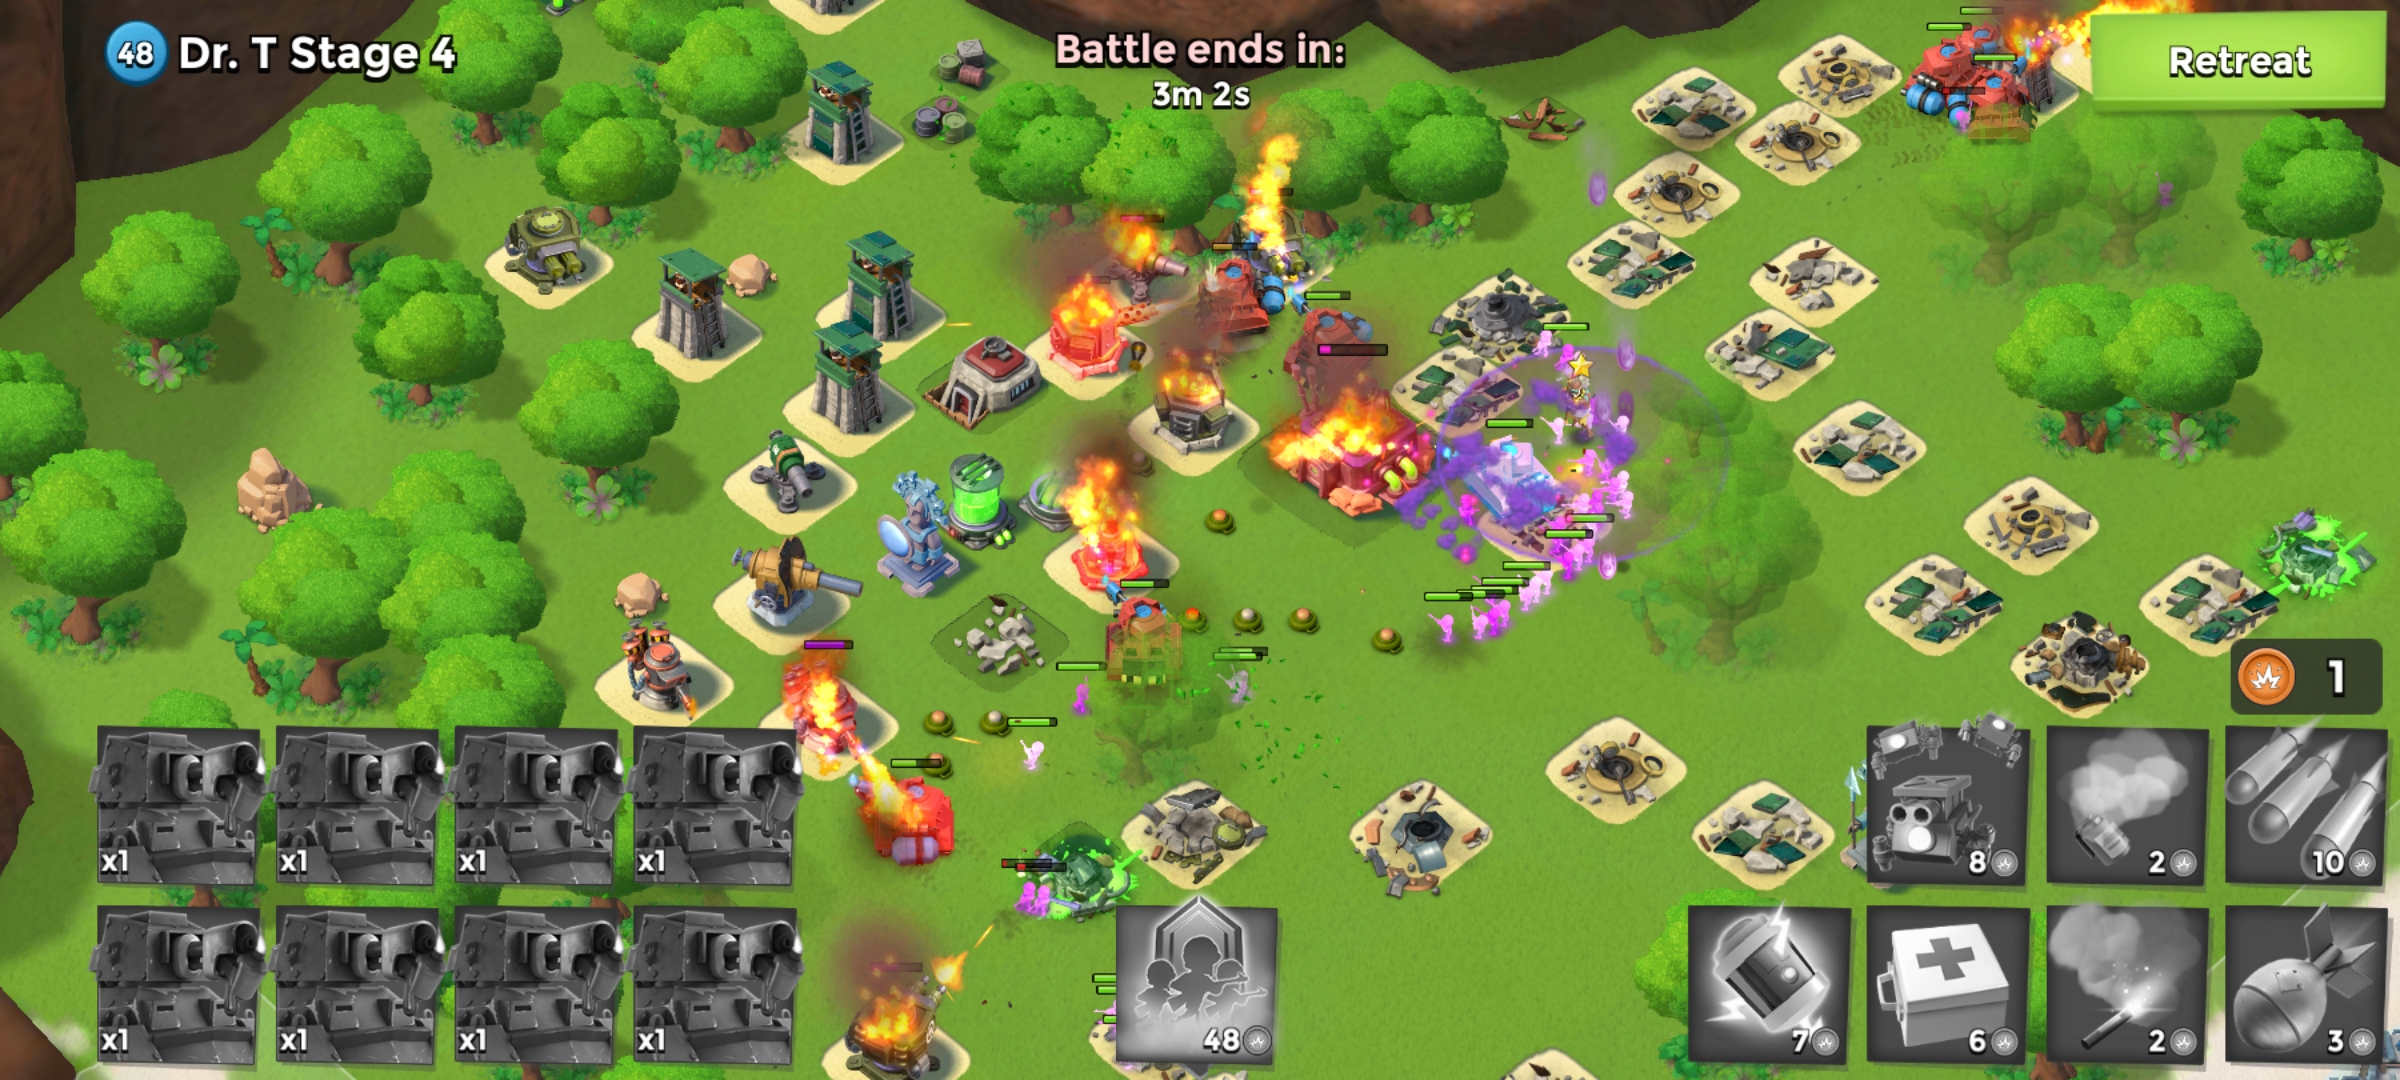 48 Dr. T Stage 4
Battle ends in:
3m 2s
Retreat
1
x1 x1 x1 x1
8 2 10
x1 x1 x1 x1
48
7 6 2 3